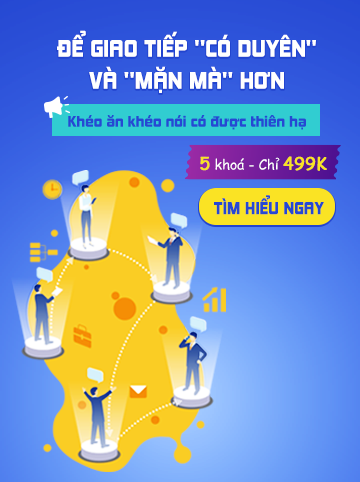 ĐỂ GIAO TIẾP "CÓ DUYÊN"
VÀ "MẶN MÀ" HƠN
Khéo ăn khéo nói có được thiên hạ
5 khoá - Chỉ 499K
TÌM HIỂU NGAY